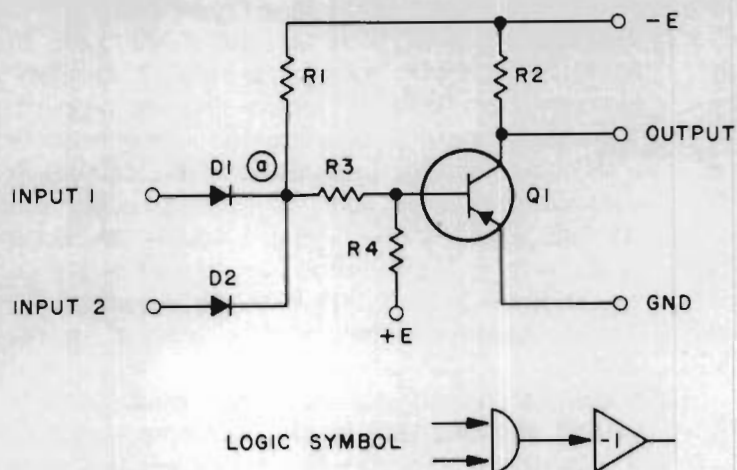 -E
R1
R2
OUTPUT
D1
a
R3
INPUT 1
Q1
R4
D2
INPUT 2
GND
+E
LOGIC SYMBOL
-1